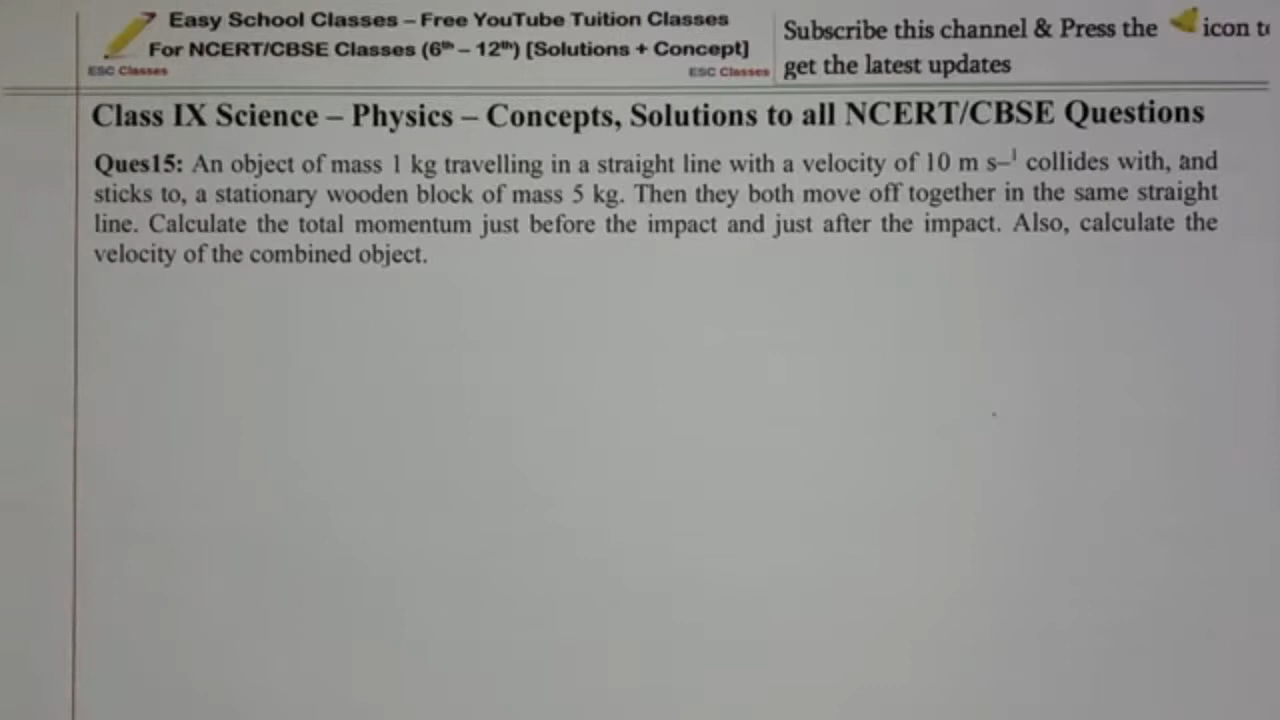 Easy School Classes – Free YouTube Tuition Classes
For NCERT/CBSE Classes (6th – 12th) [Solutions + Concept]
ESC Classes
ESC Classes
Subscribe this channel & Press the icon to
get the latest updates
Class IX Science – Physics – Concepts, Solutions to all NCERT/CBSE Questions
Ques15: An object of mass 1 kg travelling in a straight line with a velocity of 10 m s–¹ collides with, and
sticks to, a stationary wooden block of mass 5 kg. Then they both move off together in the same straight
line. Calculate the total momentum just before the impact and just after the impact. Also, calculate the
velocity of the combined object.